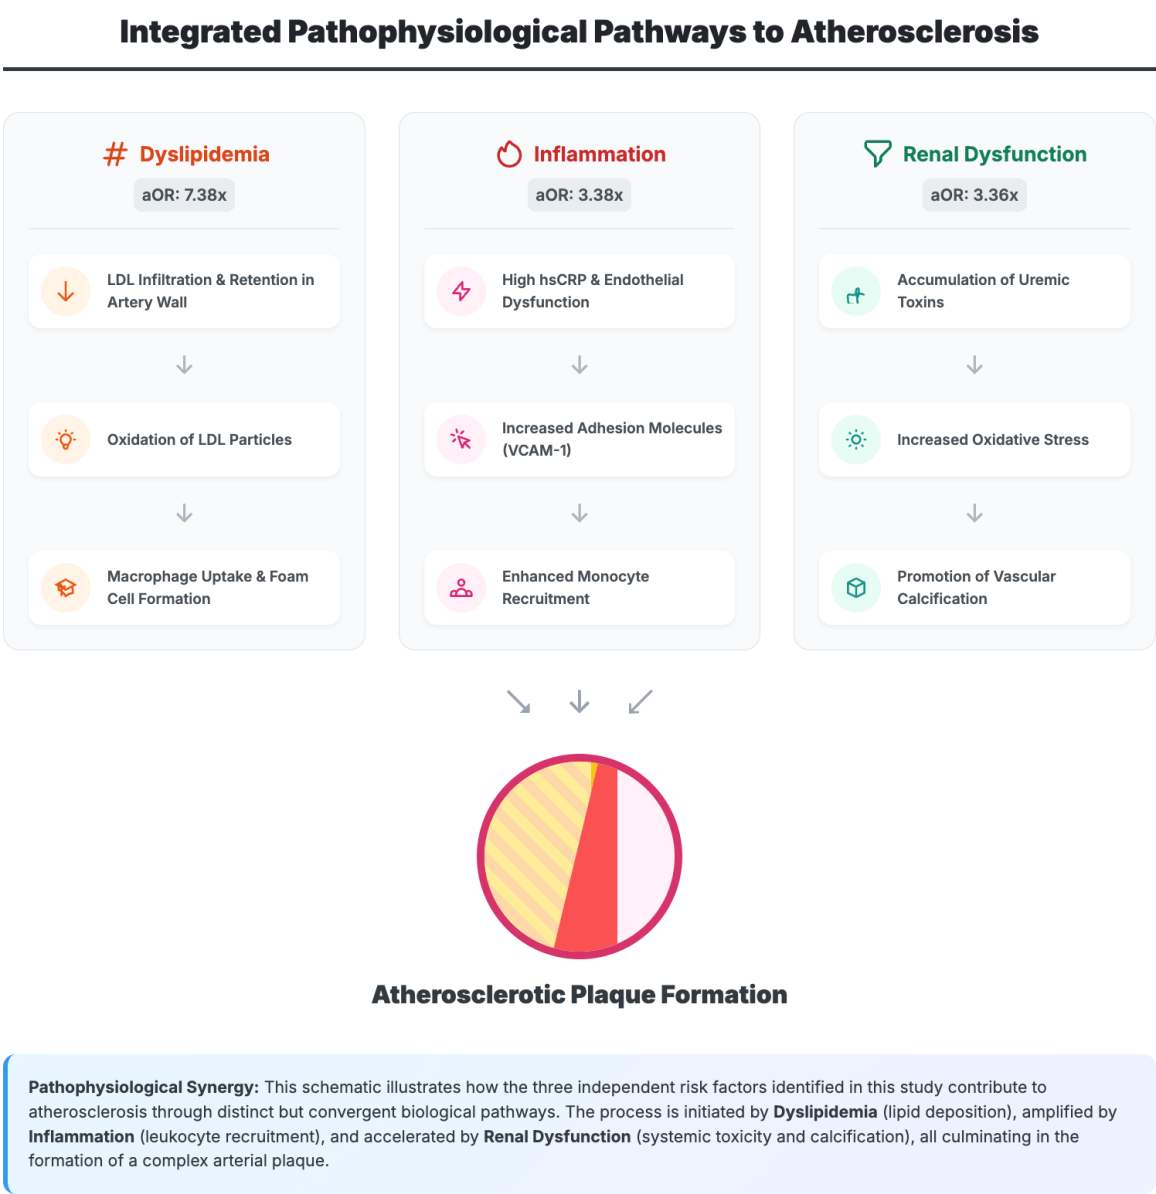 Integrated Pathophysiological Pathways to Atherosclerosis
Dyslipidemia
aOR: 7.38x
LDL Infiltration & Retention in
Artery Wall
Oxidation of LDL Particles
Macrophage Uptake & Foam
Cell Formation
Inflammation
aOR: 3.38x
High hsCRP & Endothelial
Dysfunction
Increased Adhesion Molecules
(VCAM-1)
Enhanced Monocyte
Recruitment
Renal Dysfunction
aOR: 3.36x
Accumulation of Uremic
Toxins
Increased Oxidative Stress
Promotion of Vascular
Calcification
Atherosclerotic Plaque Formation
Pathophysiological Synergy: This schematic illustrates how the three independent risk factors identified in this study contribute to
atherosclerosis through distinct but convergent biological pathways. The process is initiated by Dyslipidemia (lipid deposition), amplified by
Inflammation (leukocyte recruitment), and accelerated by Renal Dysfunction (systemic toxicity and calcification), all culminating in the
formation of a complex arterial plaque.